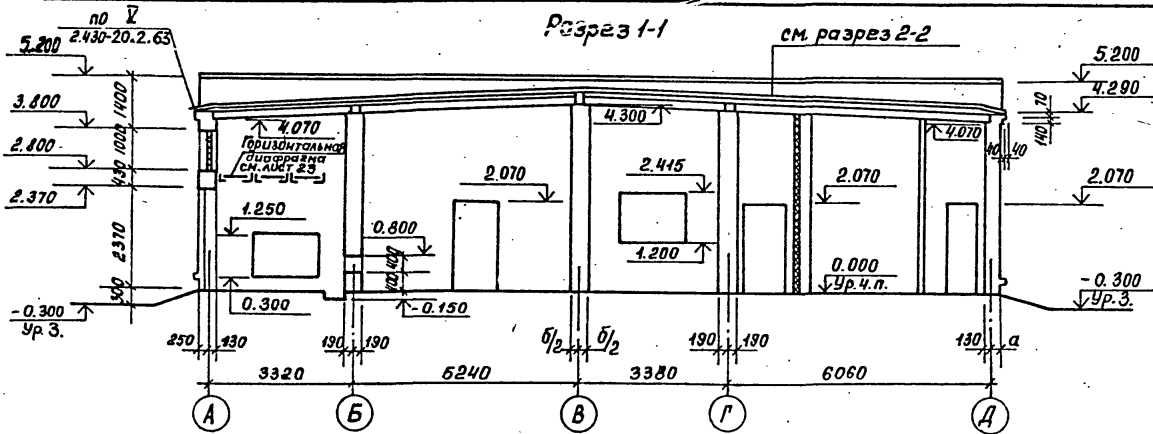 Разрез 1-1
по V
2.430-20.2.63
см. разрез 2-2
5.200
3.800
2.800
2.370
1400
1000
430
2370
300
-0.300
Ур. З.
4.070
Горизонтальная
диафрагма
см. лист 23
1.250
0.300
0.800
400
400
-0.150
2.070
4.300
2.415
1.200
2.070
4.070
0.000
Ур.ч.п.
5.200
4.290
70
140
40
40
2.070
-0.300
Ур.З.
250
130
190
190
б/2
б/2
190
190
130
а
3320
5240
3380
6060
А
Б
В
Г
Д